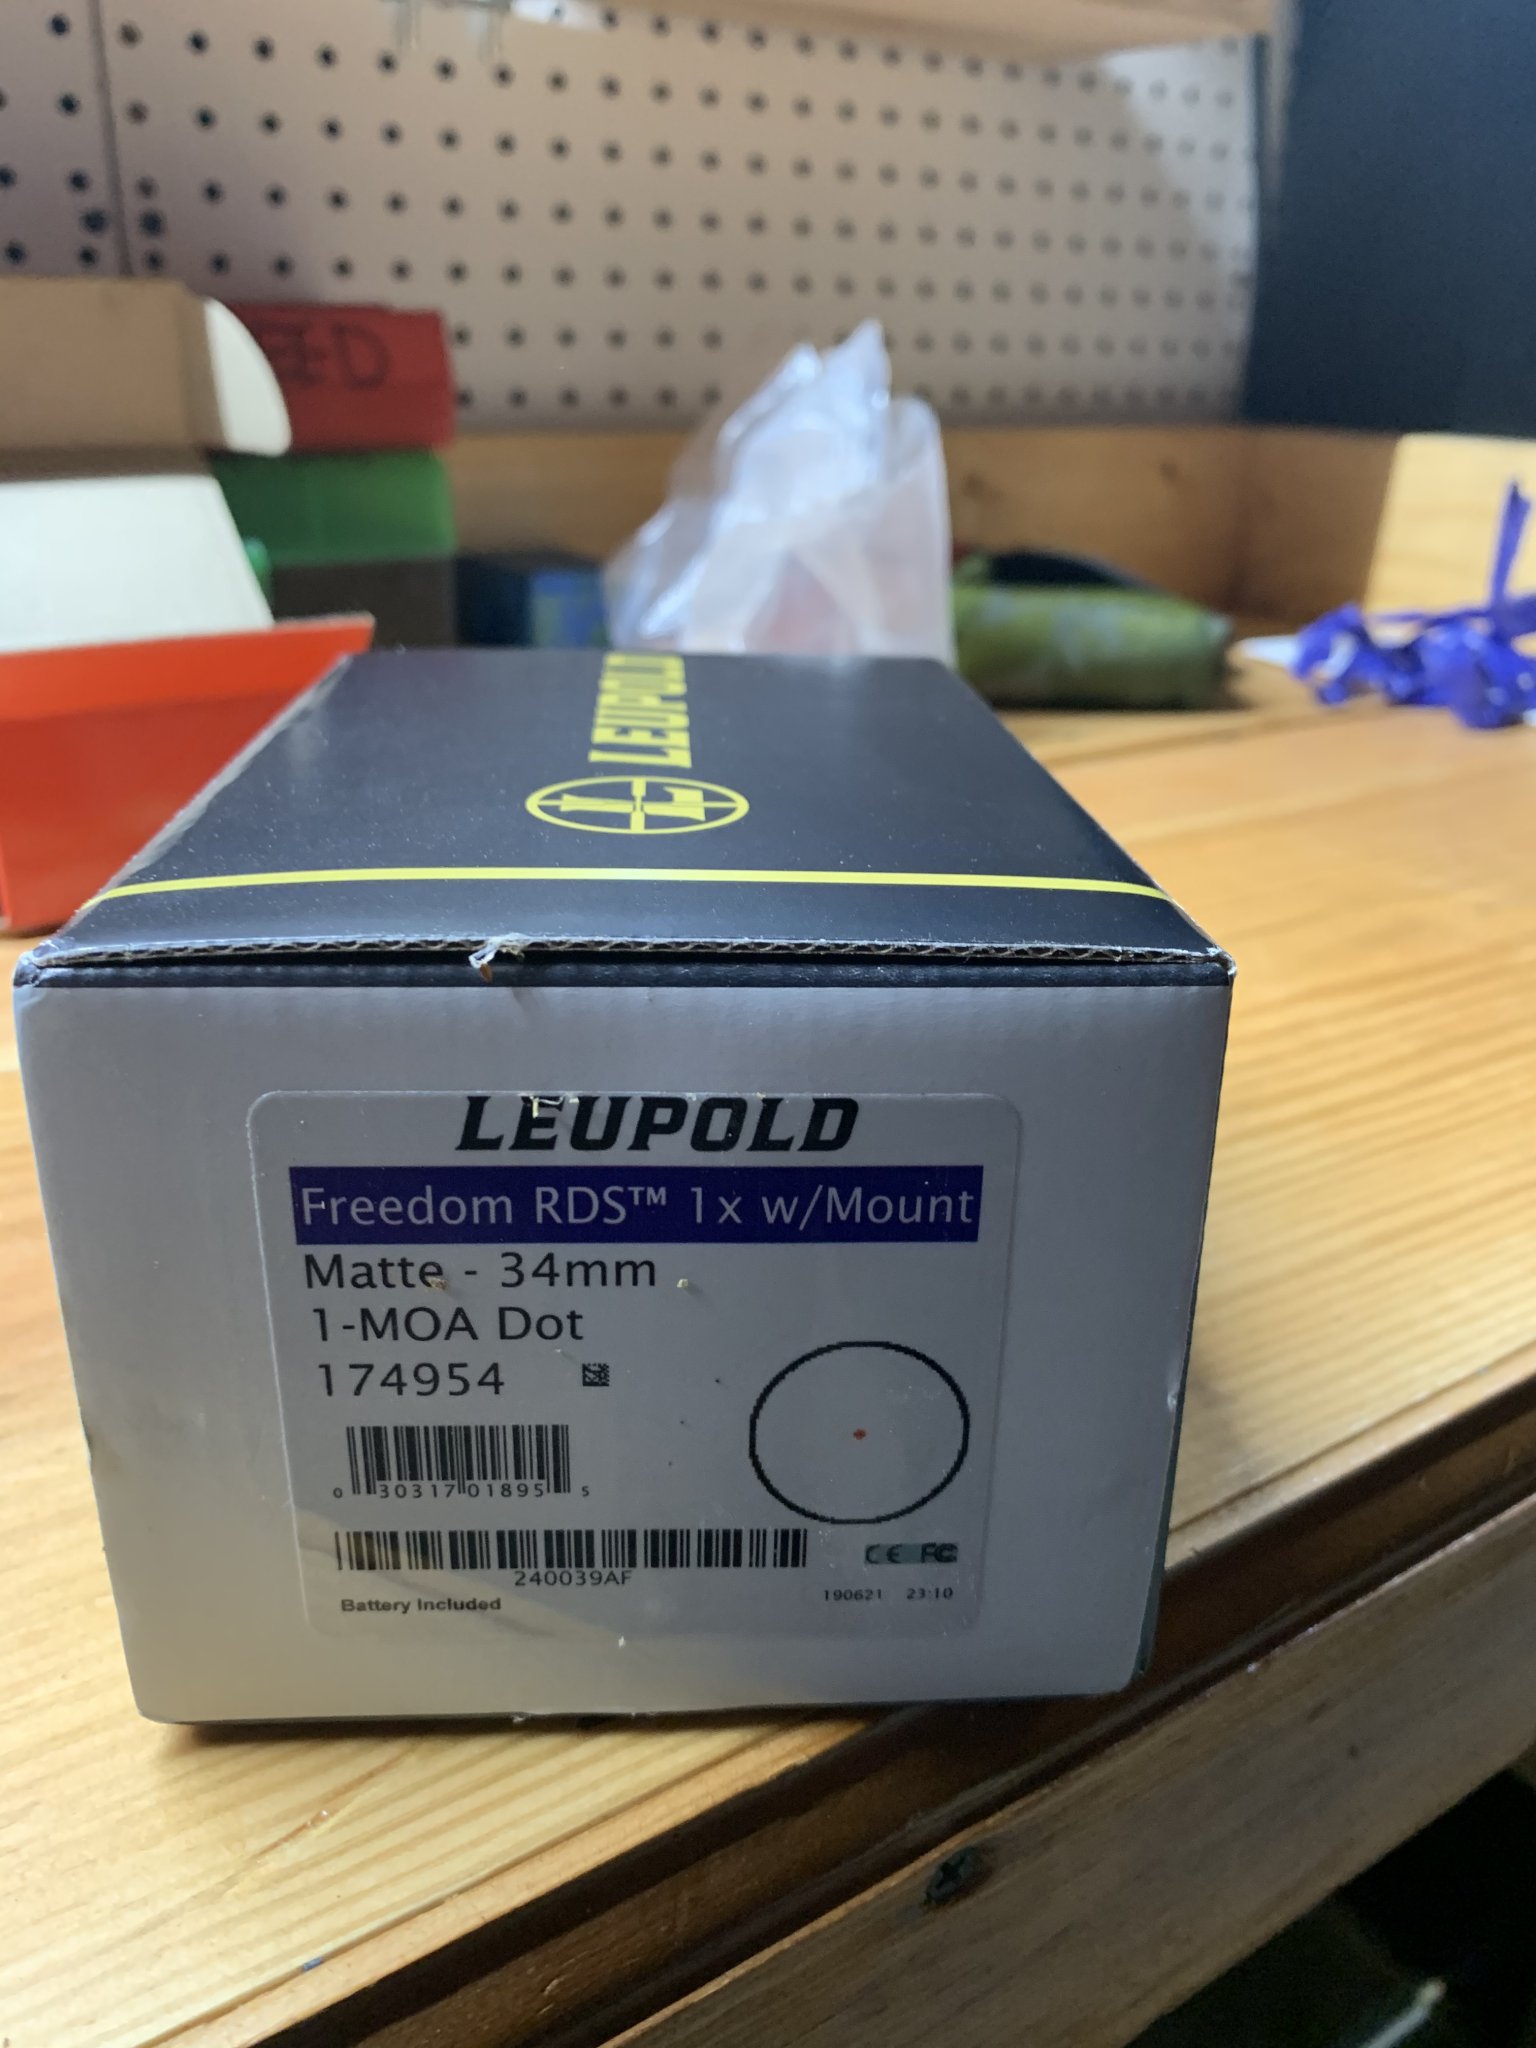 LEUPOLD
LEUPOLD
Freedom RDS™ 1x w/Mount
Matte - 34mm
1-MOA Dot
174954
0 30317 01895 5
240039AF
CE FC
Battery Included
190621 23:10